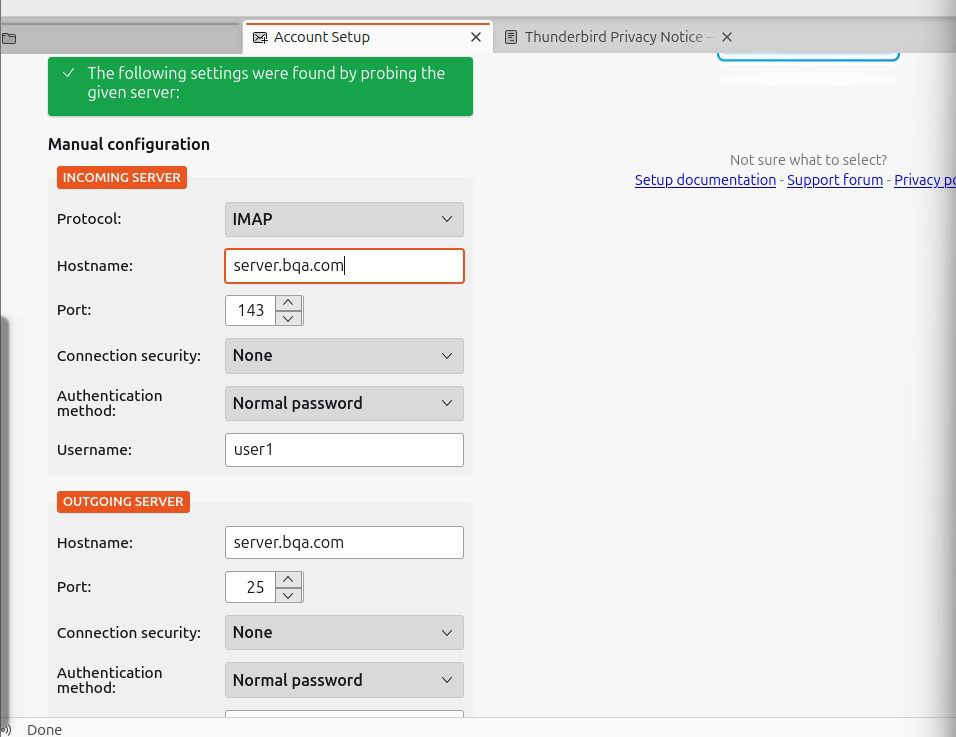 Account Setup
Thunderbird Privacy Notice –
The following settings were found by probing the
given server:
Manual configuration
INCOMING SERVER
Protocol: IMAP
Hostname: server.bqa.com
Port: 143
Connection security: None
Authentication
method: Normal password
Username: user1
OUTGOING SERVER
Hostname: server.bqa.com
Port: 25
Connection security: None
Authentication
method: Normal password
Not sure what to select?
Setup documentation - Support forum - Privacy po
Done